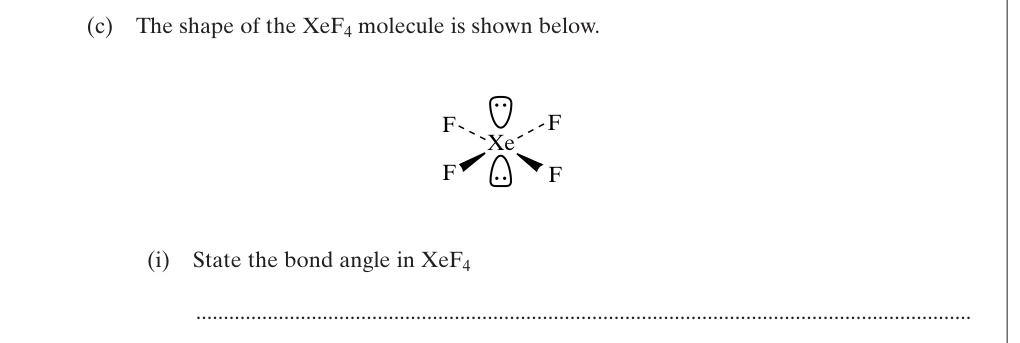 (c) The shape of the XeF₄ molecule is shown below.
F F
Xe
F F
(i) State the bond angle in XeF₄